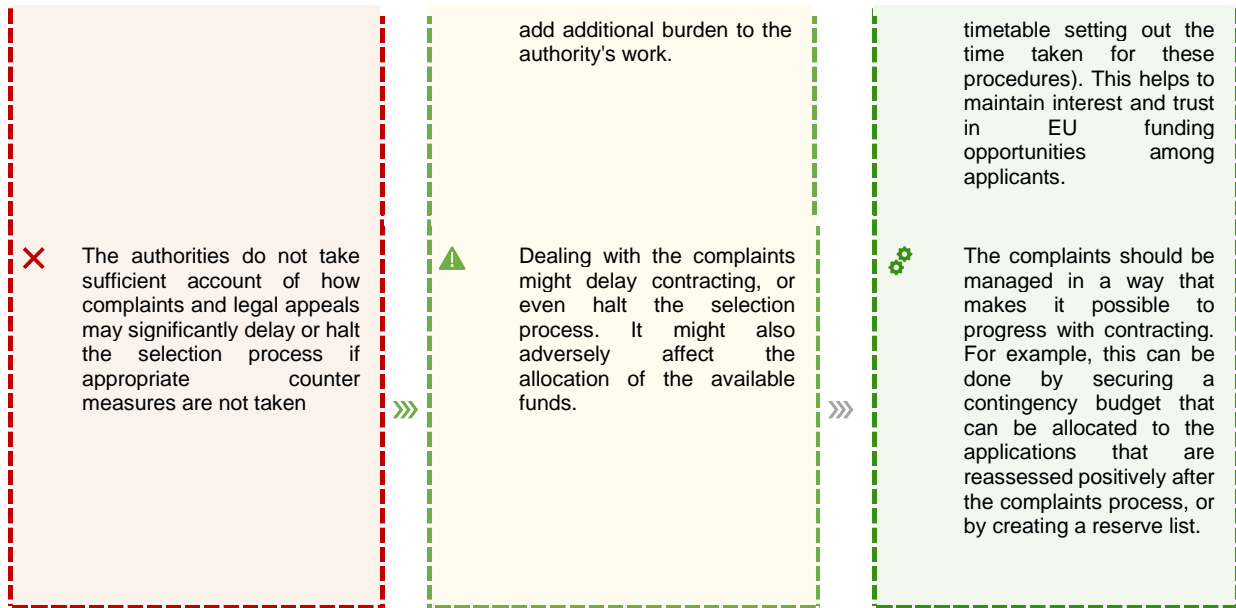 add additional burden to the
authority's work.
timetable setting out the
time taken for these
procedures). This helps to
maintain interest and trust
in EU funding
opportunities among
applicants.
The authorities do not take
sufficient account of how
complaints and legal appeals
may significantly delay or halt
the selection process if
appropriate counter
measures are not taken
Dealing with the complaints
might delay contracting, or
even halt the selection
process. It might also
adversely affect the
allocation of the available
funds.
The complaints should be
managed in a way that
makes it possible to
progress with contracting.
For example, this can be
done by securing a
contingency budget that
can be allocated to the
applications that are
reassessed positively after
the complaints process, or
by creating a reserve list.